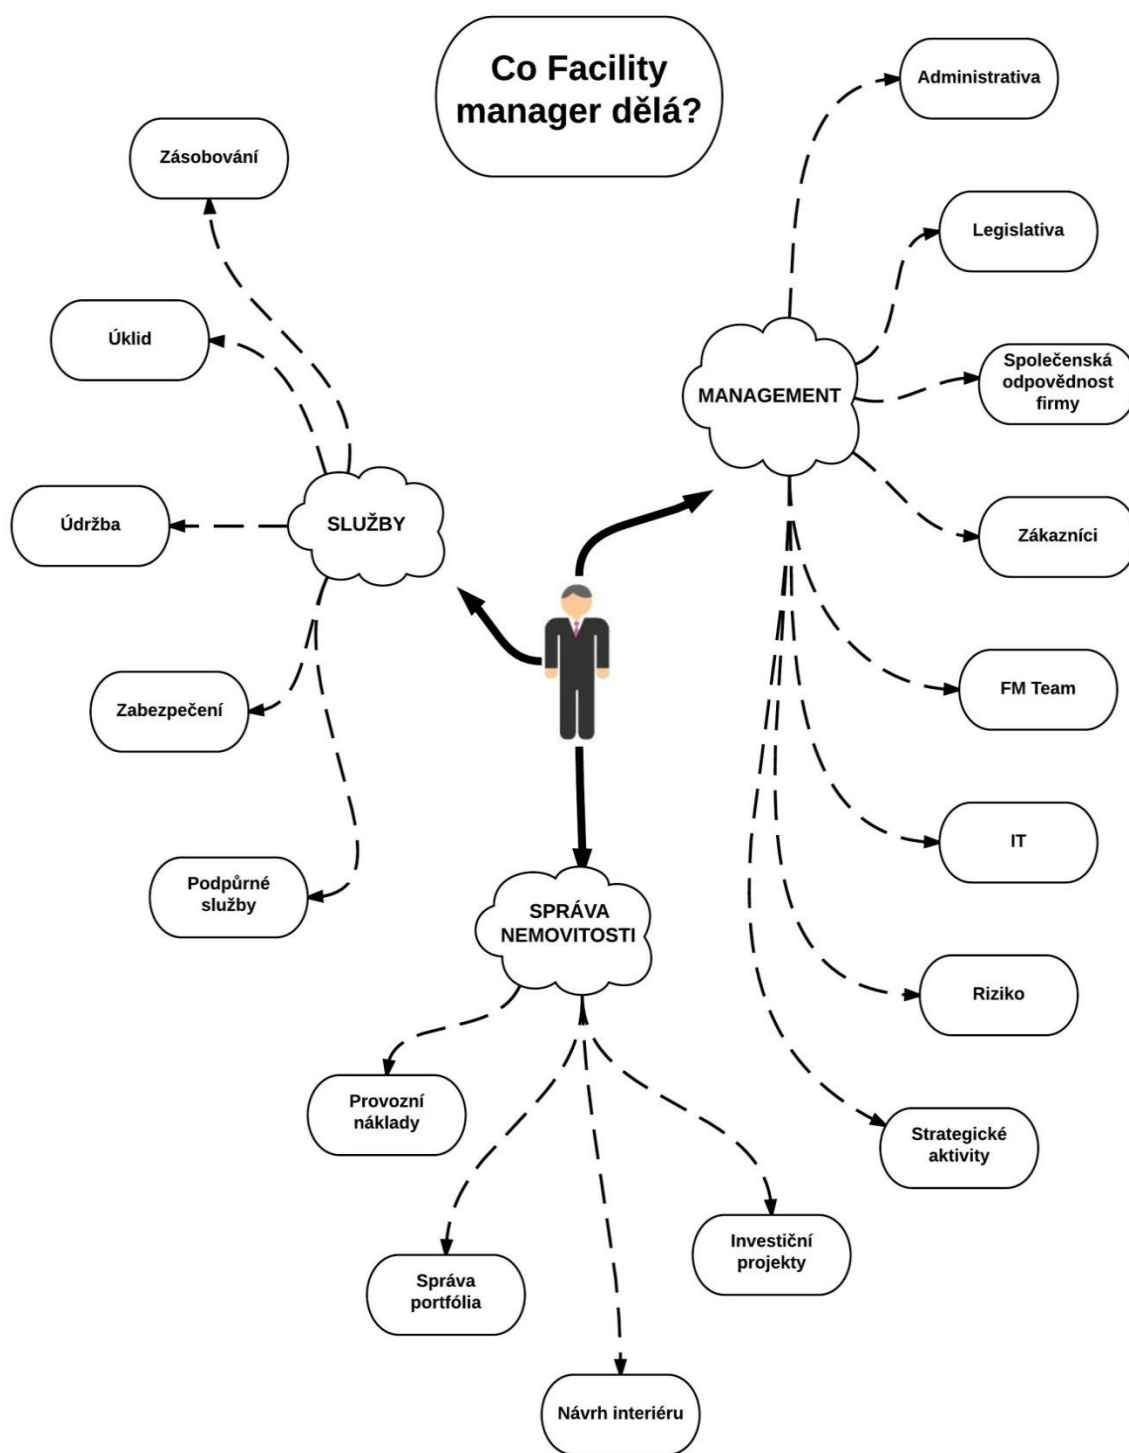 Co Facility
manager dělá?
Administrativa
Zásobování
Legislativa
Úklid
Společenská
odpovědnost
firmy
MANAGEMENT
SLUŽBY
Údržba
Zákazníci
Zabezpečení
FM Team
IT
Podpůrné
služby
SPRÁVA
NEMOVITOSTI
Riziko
Provozní
náklady
Strategické
aktivity
Investiční
projekty
Správa
portfólia
Návrh interiéru